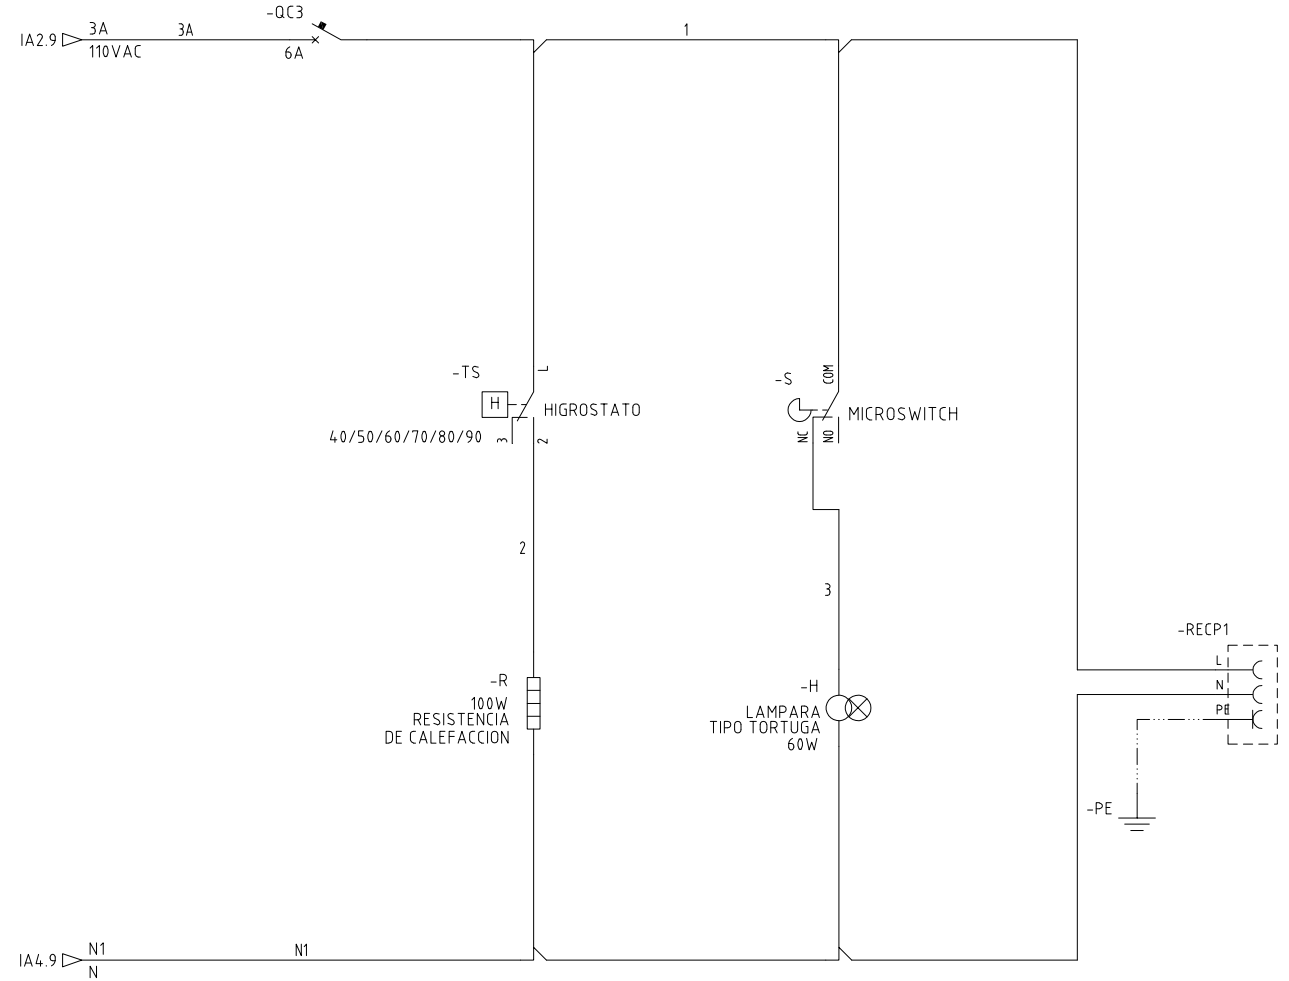 -QC3
IA2.9
3A
3A
110VAC
6A
1
-TS
L
H
HIGROSTATO
40/50/60/70/80/90
3
2
-S
COM
MICROSWITCH
NC
NO
2
3
-RECP1
L
N
PE
-R
100W
RESISTENCIA
DE CALEFACCION
-H
LAMPARA
TIPO TORTUGA
60W
-PE
IA4.9
N1
N1
N